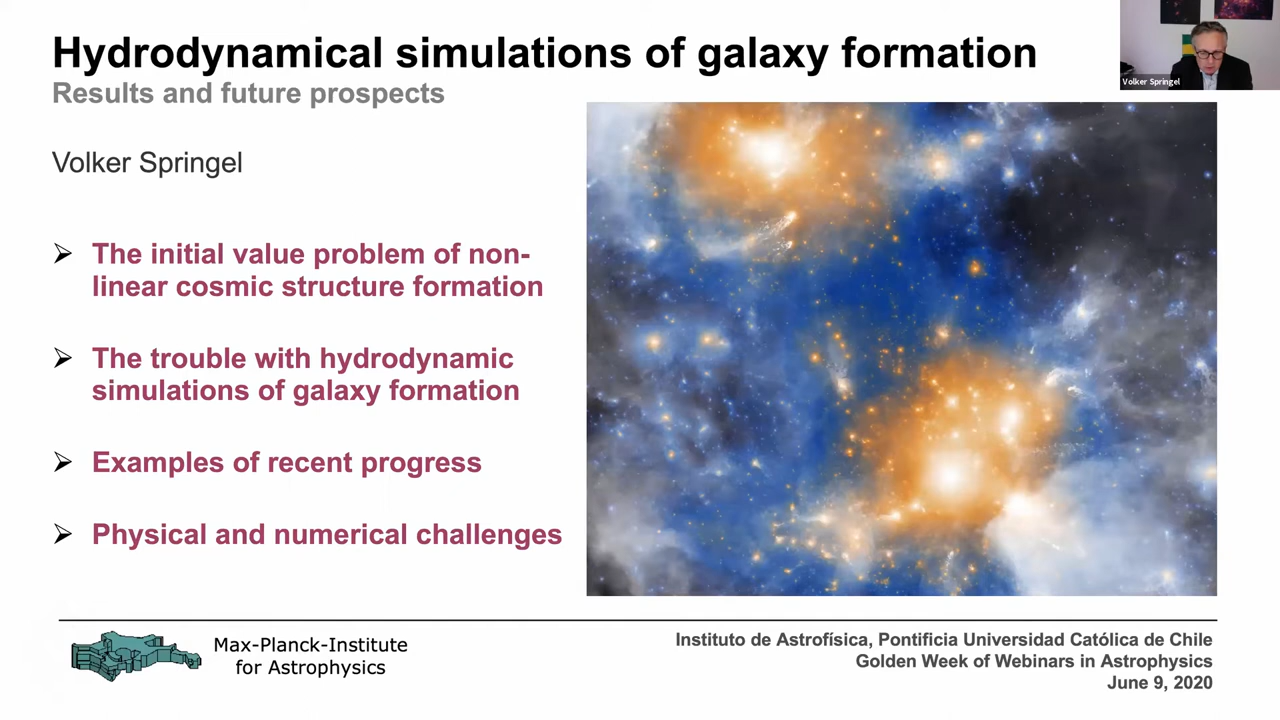 Hydrodynamical simulations of galaxy formation
Results and future prospects
Volker Springel
Volker Springel
The initial value problem of non-
linear cosmic structure formation
The trouble with hydrodynamic
simulations of galaxy formation
Examples of recent progress
Physical and numerical challenges
Max-Planck-Institute
for Astrophysics
Instituto de Astrofísica, Pontificia Universidad Católica de Chile
Golden Week of Webinars in Astrophysics
June 9, 2020